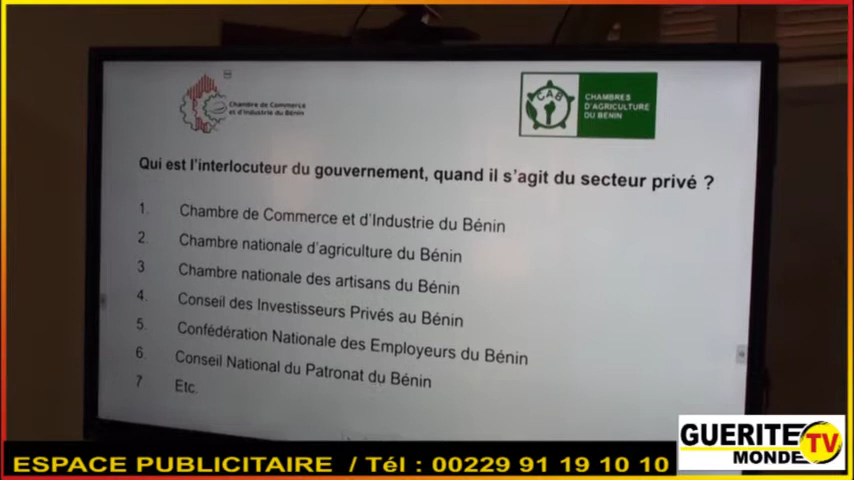 Chambre de Commerce
et d'Industrie du Bénin
CAB
CHAMBRES
D'AGRICULTURE
DU BÉNIN
Qui est l'interlocuteur du gouvernement, quand il s'agit du secteur privé ?
1. Chambre de Commerce et d'Industrie du Bénin
2. Chambre nationale d'agriculture du Bénin
3 Chambre nationale des artisans du Bénin
4. Conseil des Investisseurs Privés au Bénin
5. Confédération Nationale des Employeurs du Bénin
6. Conseil National du Patronat du Bénin
7 Etc.
GUERITE TV
MONDE
ESPACE PUBLICITAIRE / Tél : 00229 91 19 10 10